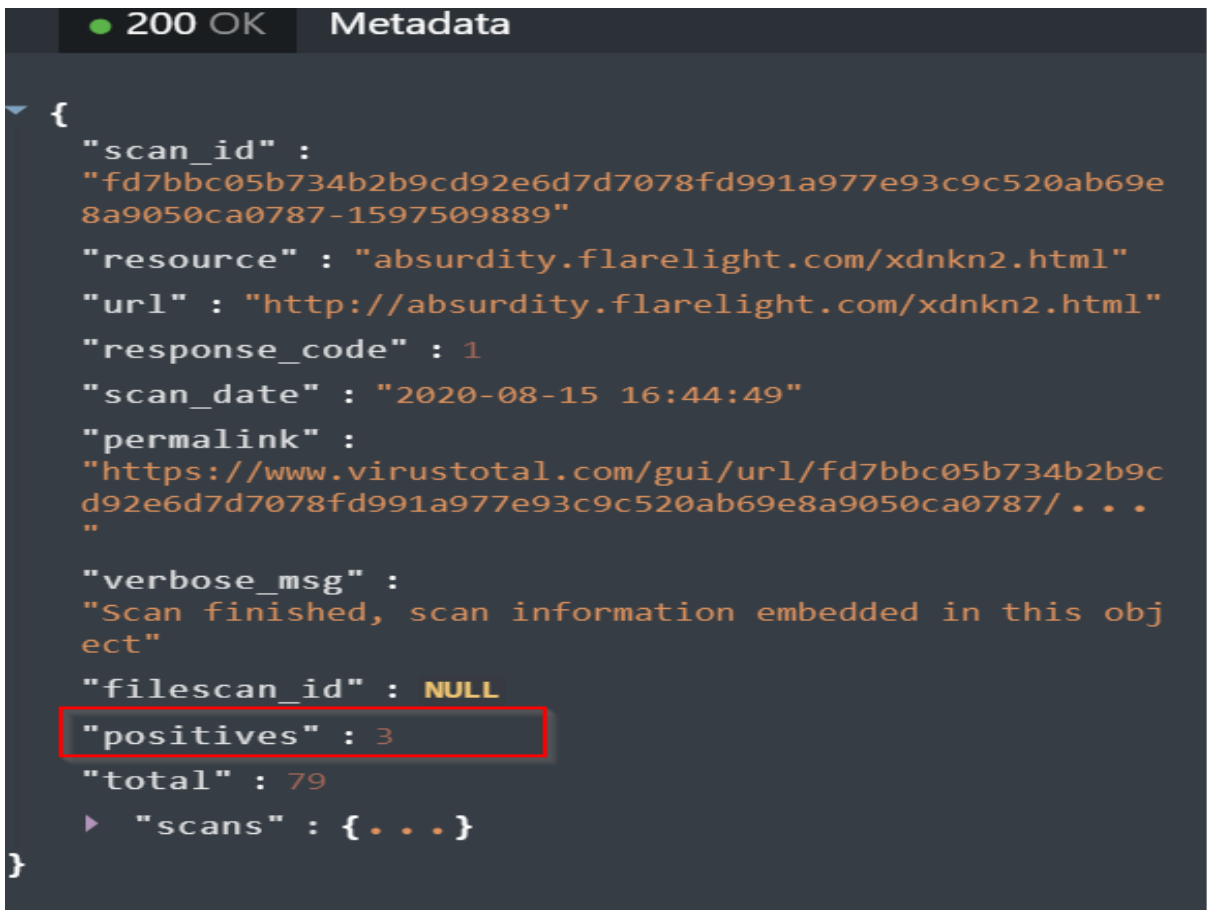 200 OK Metadata
{
"scan_id" :
"fd7bbc05b734b2b9cd92e6d7d7078fd991a977e93c9c520ab69e
8a9050ca0787-1597509889"
"resource" : "absurdity.flarelight.com/xdnkn2.html"
"url" : "http://absurdity.flarelight.com/xdnkn2.html"
"response_code" : 1
"scan_date" : "2020-08-15 16:44:49"
"permalink" :
"https://www.virustotal.com/gui/url/fd7bbc05b734b2b9c
d92e6d7d7078fd991a977e93c9c520ab69e8a9050ca0787/...
"
"verbose_msg" :
"Scan finished, scan information embedded in this obj
ect"
"filescan_id" : NULL
"positives" : 3
"total" : 79
"scans" : {...}
}